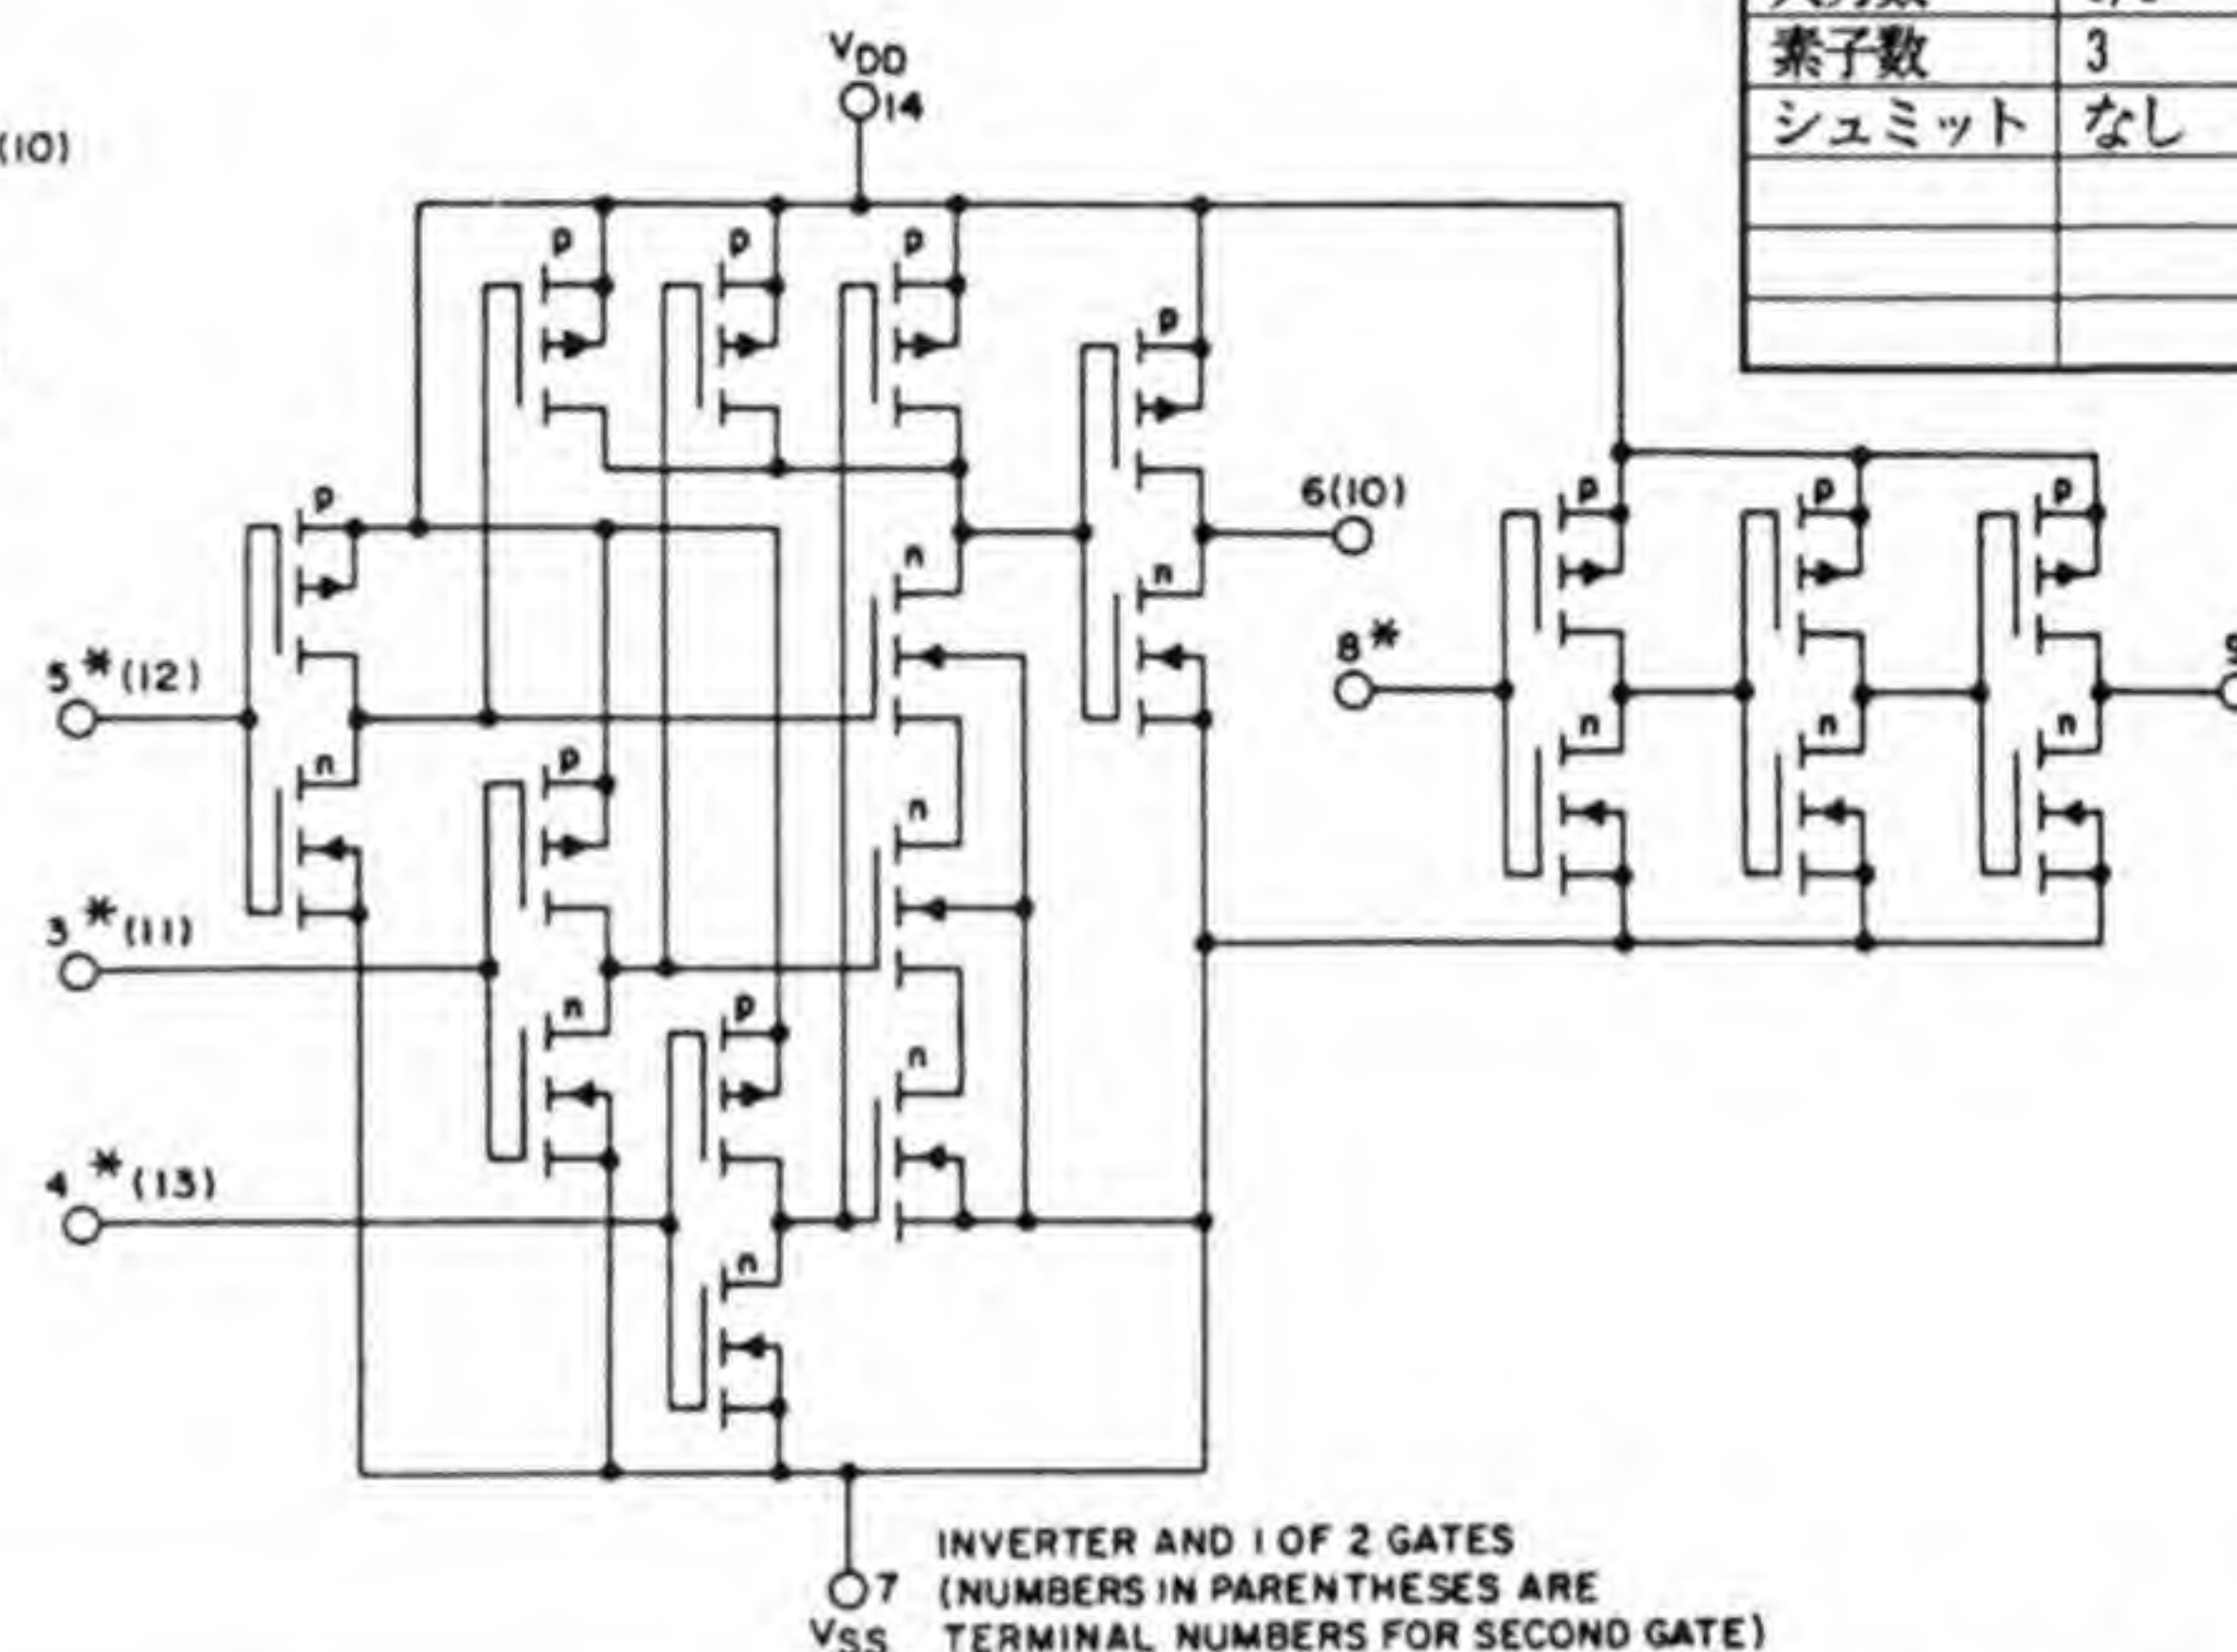 素子数 3
シュミット なし
VDD
14
(10)
p p p
p
p
6(10)
p p p
n
n
8*
5*(12)
n n n
n
p
n
3*(11)
n
p
n
4*(13)
n
INVERTER AND 1 OF 2 GATES
7 (NUMBERS IN PARENTHESES ARE
VSS TERMINAL NUMBERS FOR SECOND GATE)